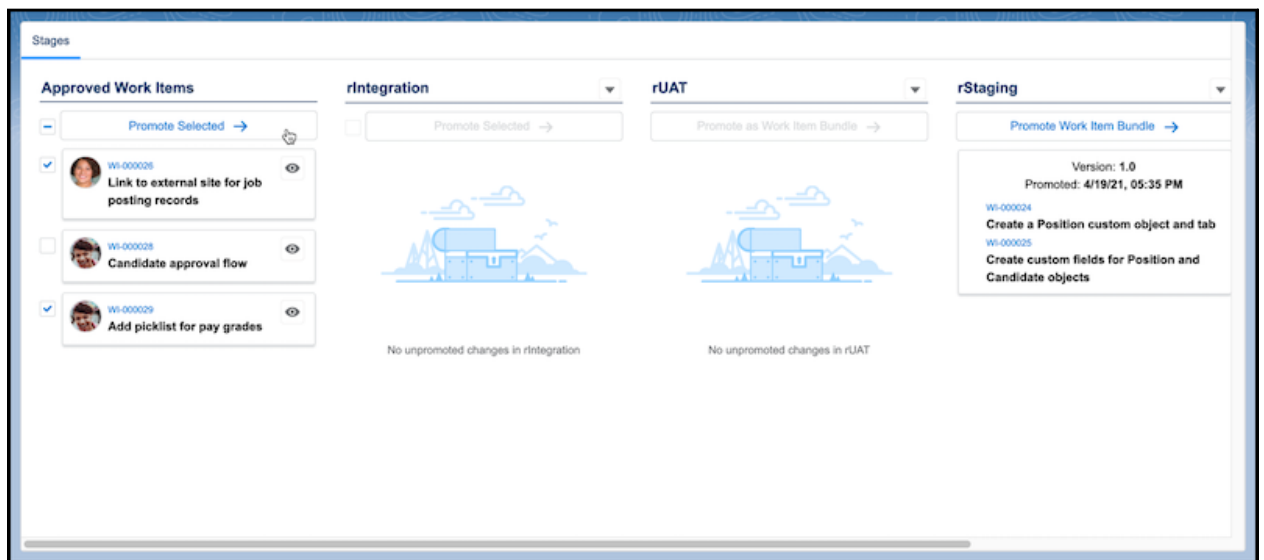 Stages
Approved Work Items
Promote Selected →
WI-000026
Link to external site for job
posting records
WI-000028
Candidate approval flow
WI-000029
Add picklist for pay grades
rIntegration
Promote Selected →
No unpromoted changes in rIntegration
rUAT
Promote as Work Item Bundle →
No unpromoted changes in rUAT
rStaging
Promote Work Item Bundle →
Version: 1.0
Promoted: 4/19/21, 05:35 PM
WI-000024
Create a Position custom object and tab
WI-000025
Create custom fields for Position and
Candidate objects